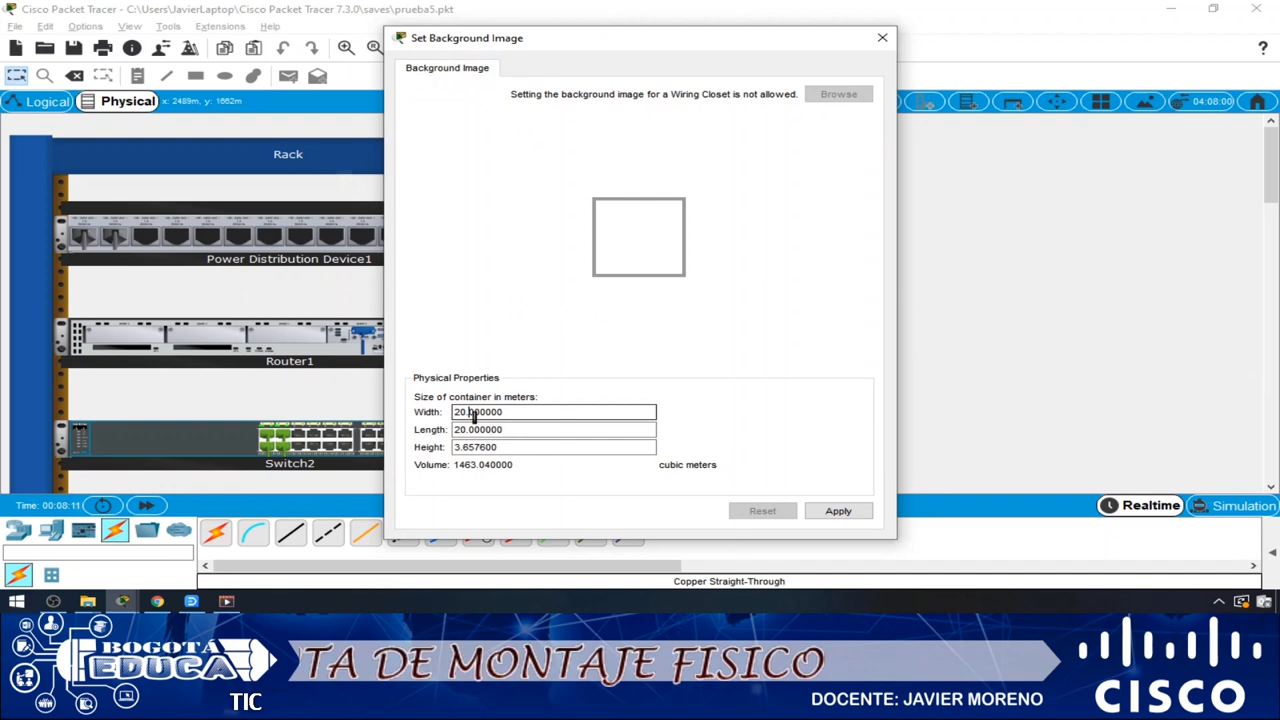 Cisco Packet Tracer - C:\Users\JavierLaptop\Cisco Packet Tracer 7.3.0\saves\prueba5.pkt
File Edit Options View Tools Extensions Help
Logical Physical x: 2489m, y: 1662m 04:08:00
Set Background Image
Background Image
Setting the background image for a Wiring Closet is not allowed. Browse
Rack
Power Distribution Device1
Router1
Switch2
Physical Properties
Size of container in meters:
Width: 20.000000
Length: 20.000000
Height: 3.657600
Volume: 1463.040000 cubic meters
Reset Apply
Time: 00:08:11 Realtime Simulation
Copper Straight-Through
BOGOTÁ
EDUCA
TIC
TA DE MONTAJE FISICO
DOCENTE: JAVIER MORENO
CISCO